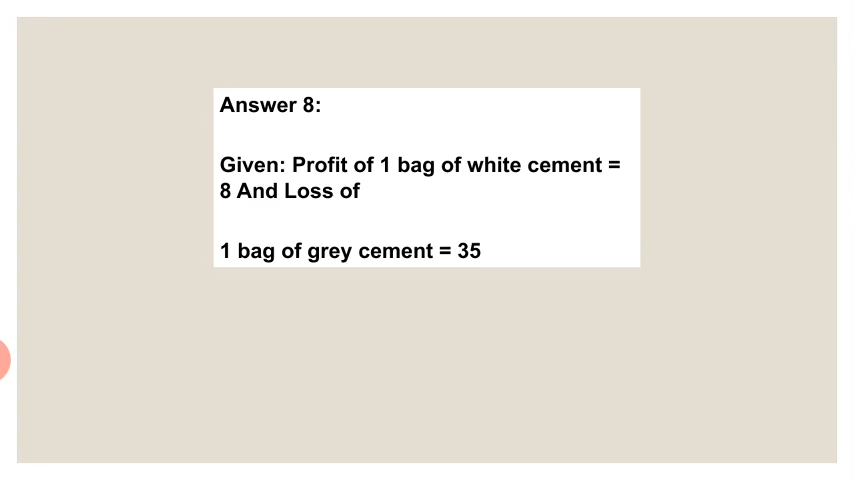 Answer 8:
Given: Profit of 1 bag of white cement =
8 And Loss of
1 bag of grey cement = 35